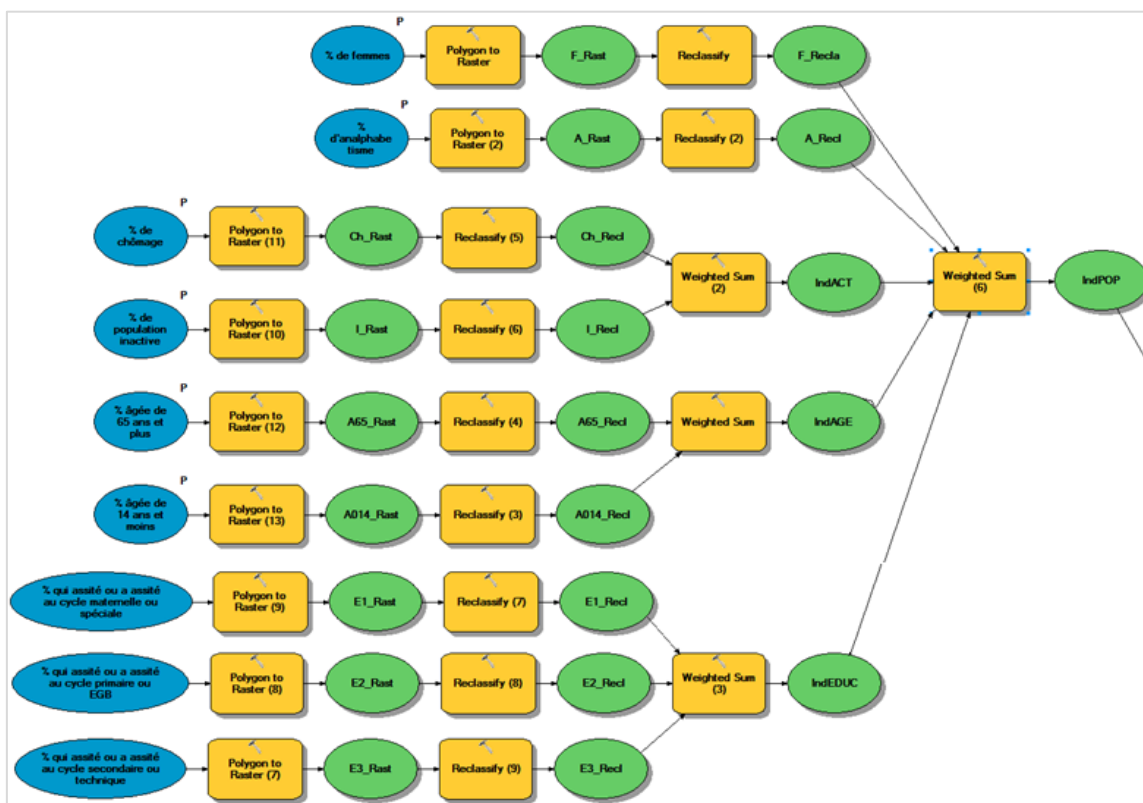 P
% de femmes
Polygon to
Raster
F_Rast
Reclassify
F_Recla
P
%
d'analphabe
tisme
Polygon to
Raster (2)
A_Rast
Reclassify (2)
A_Recl
P
% de
chômage
Polygon to
Raster (11)
Ch_Rast
Reclassify (5)
Ch_Recl
Weighted Sum
(2)
IndACT
Weighted Sum
(6)
IndPOP
P
% de
population
inactive
Polygon to
Raster (10)
I_Rast
Reclassify (6)
I_Recl
P
% âgée de
65 ans et
plus
Polygon to
Raster (12)
A65_Rast
Reclassify (4)
A65_Recl
Weighted Sum
IndAGE
P
% âgée de
14 ans et
moins
Polygon to
Raster (13)
A014_Rast
Reclassify (3)
A014_Recl
% qui assité ou a assité
au cycle maternelle ou
spéciale
Polygon to
Raster (9)
E1_Rast
Reclassify (7)
E1_Recl
% qui assité ou a assité
au cycle primaire ou
EGB
Polygon to
Raster (8)
E2_Rast
Reclassify (8)
E2_Recl
Weighted Sum
(3)
IndEDUC
% qui assité ou a assité
au cycle secondaire ou
technique
Polygon to
Raster (7)
E3_Rast
Reclassify (9)
E3_Recl